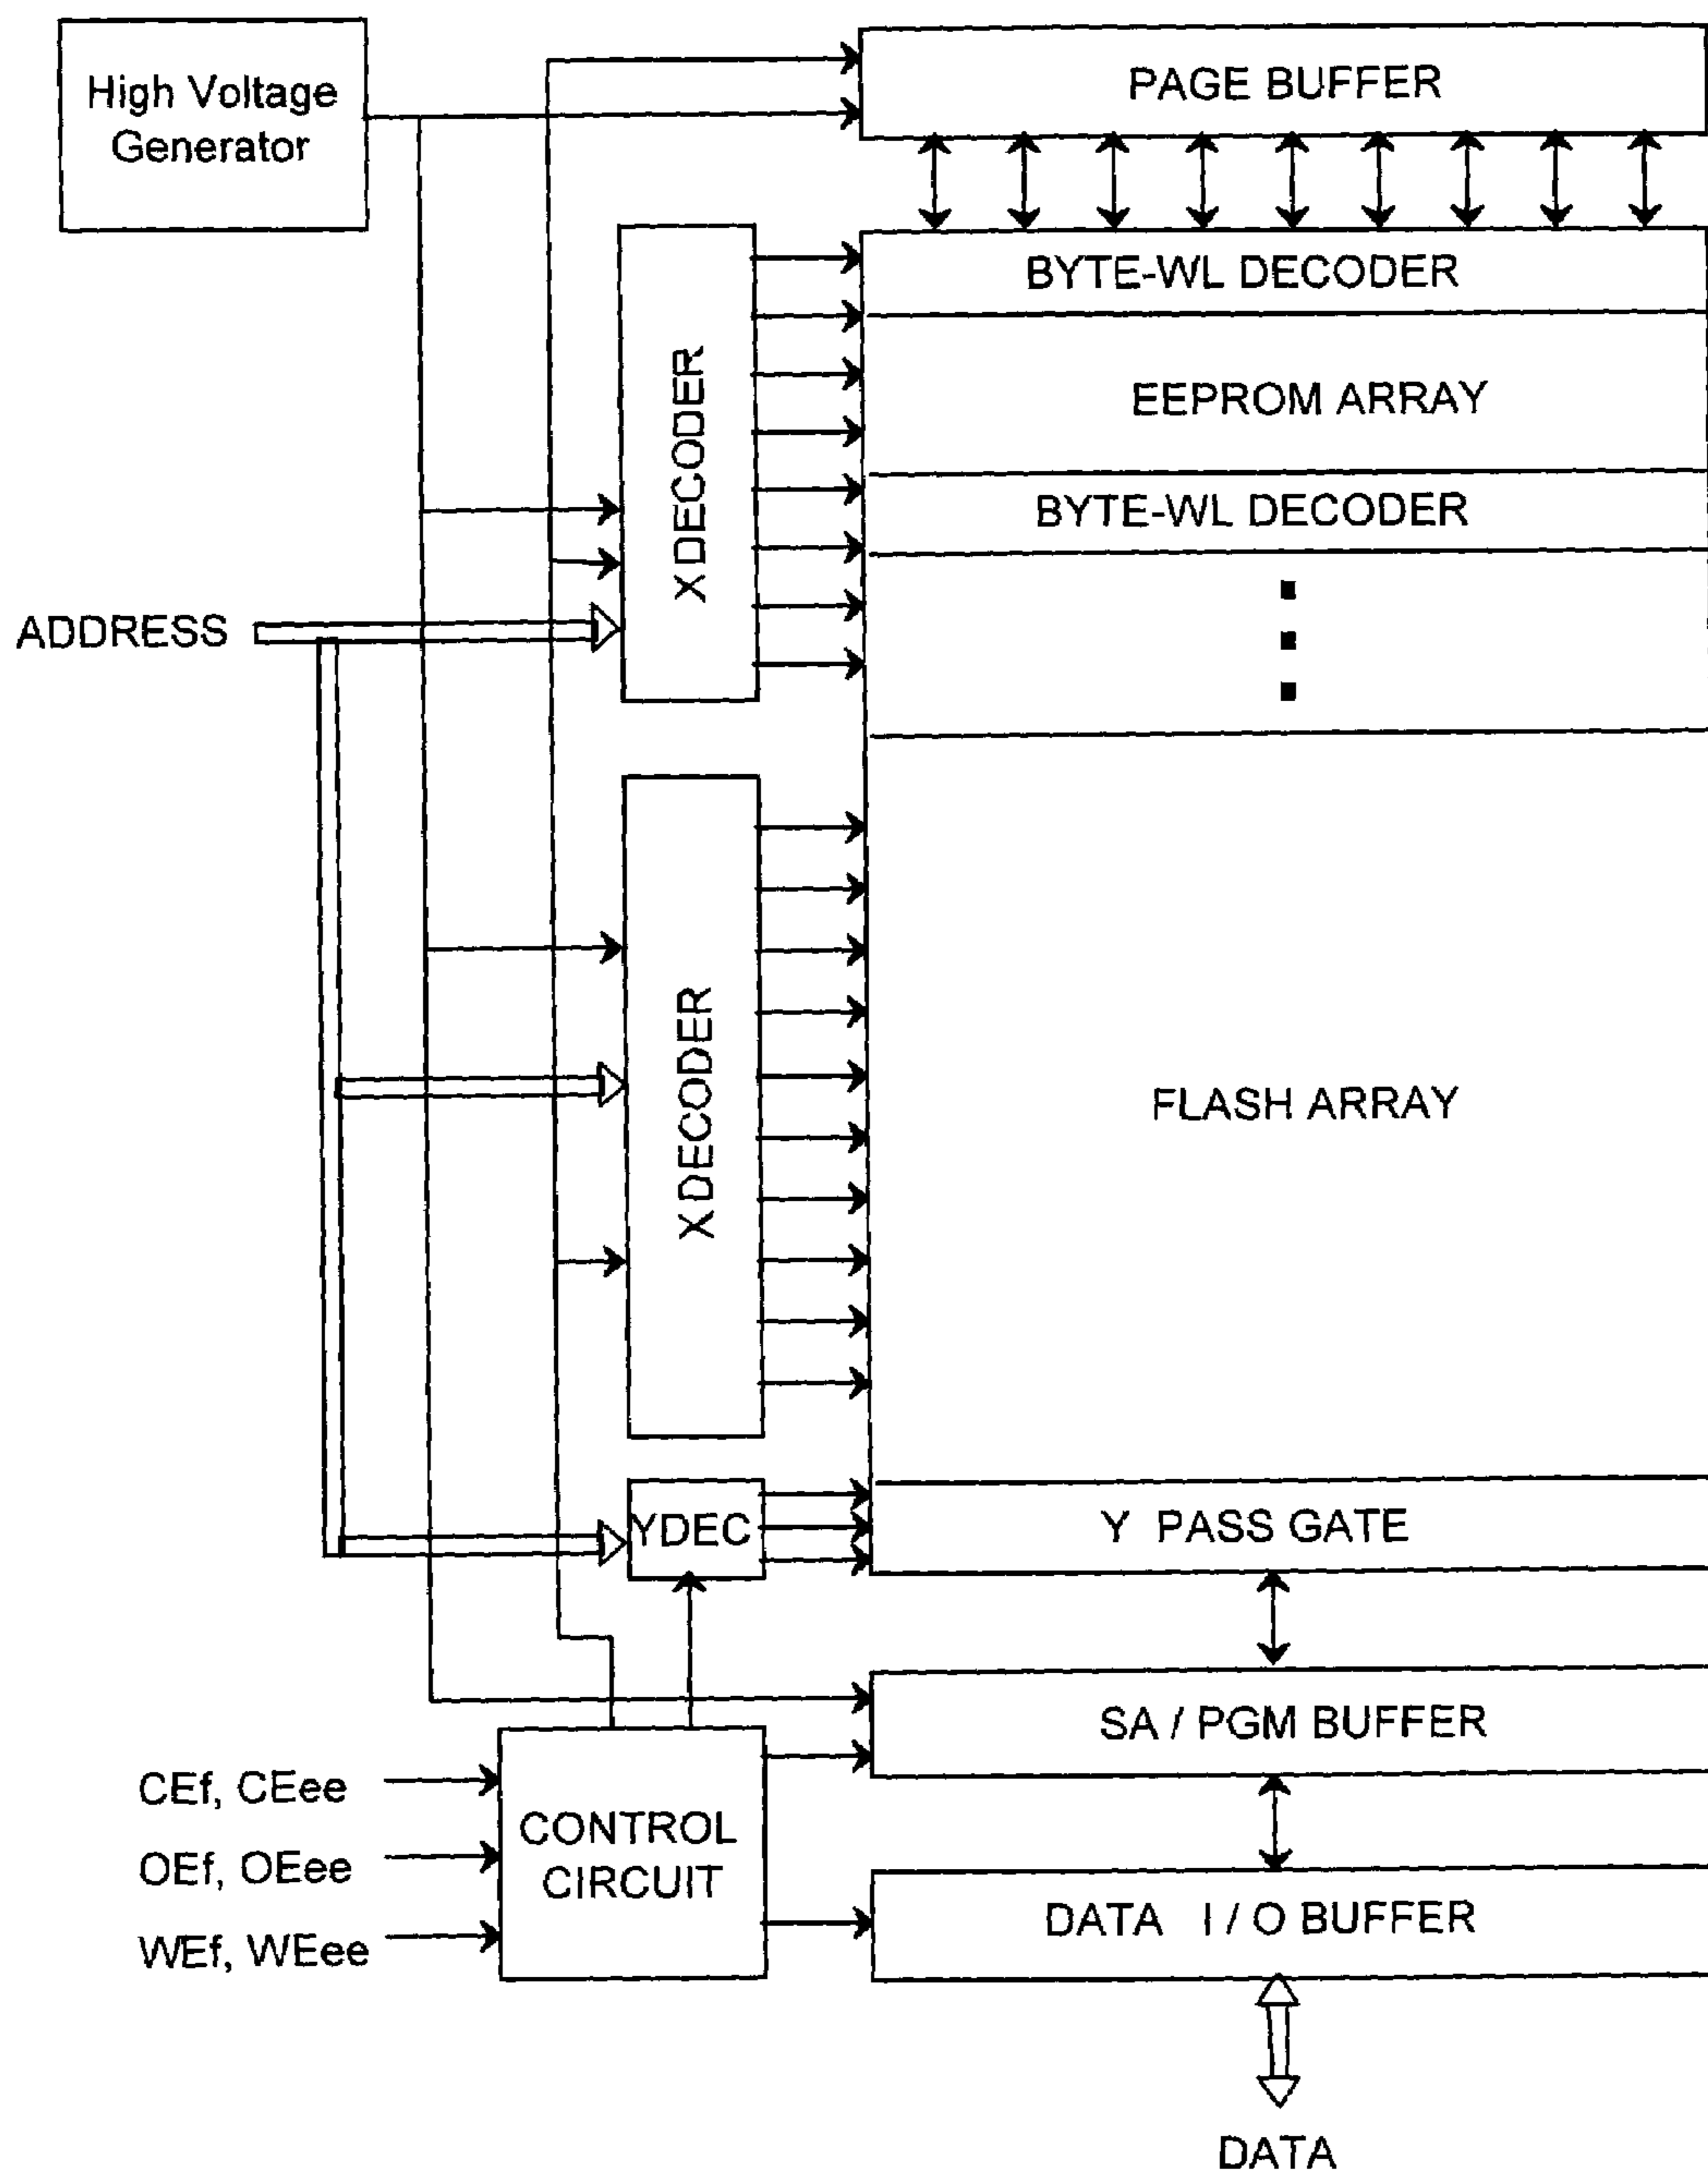 High Voltage
Generator
PAGE BUFFER
BYTE-WL DECODER
EEPROM ARRAY
BYTE-WL DECODER
X DECODER
ADDRESS
X DECODER
FLASH ARRAY
YDEC
Y PASS GATE
SA / PGM BUFFER
CEf, CEee
OEf, OEee
WEf, WEee
CONTROL
CIRCUIT
DATA I / O BUFFER
DATA